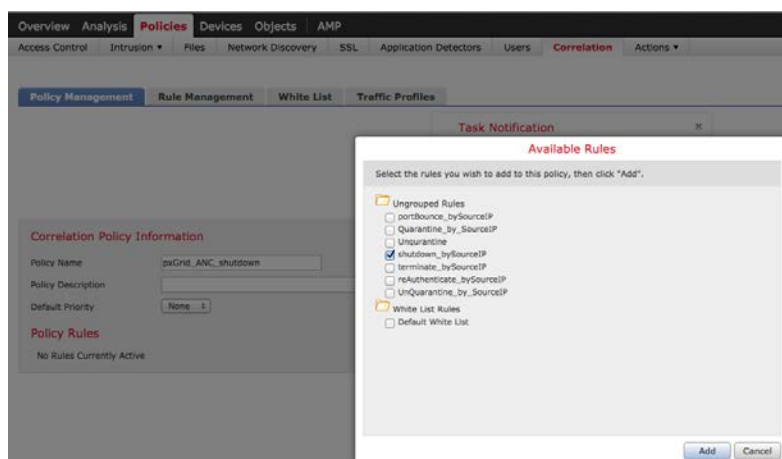 Overview Analysis Policies Devices Objects AMP
Access Control Intrusion ▾ Files Network Discovery SSL Application Detectors Users Correlation Actions ▾
Policy Management Rule Management White List Traffic Profiles
Task Notification ×
Available Rules
Select the rules you wish to add to this policy, then click "Add".
Ungrouped Rules
portBounce_bySourceIP
Quarantine_by_SourceIP
Unqurantine
shutdown_bySourceIP
terminate_bySourceIP
reAuthenticate_bySourceIP
UnQuarantine_by_SourceIP
White List Rules
Default White List
Add Cancel
Correlation Policy Information
Policy Name pxGrid_ANC_shutdown
Policy Description
Default Priority None
Policy Rules
No Rules Currently Active